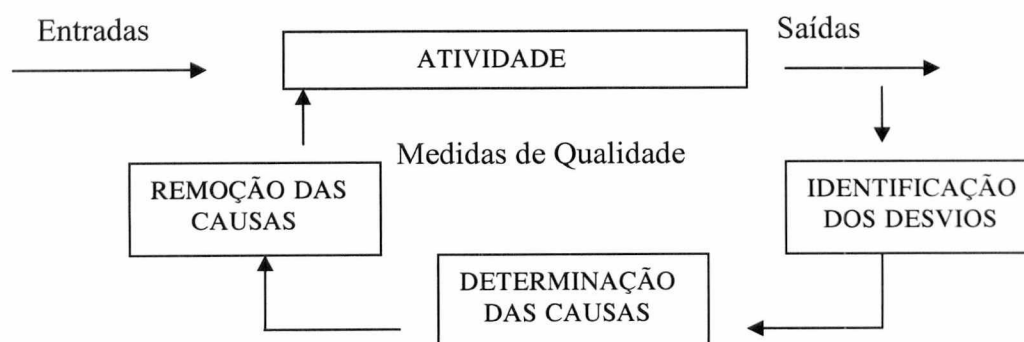 Entradas
ATIVIDADE
Saídas
Medidas de Qualidade
REMOÇÃO DAS
CAUSAS
IDENTIFICAÇÃO
DOS DESVIOS
DETERMINAÇÃO
DAS CAUSAS